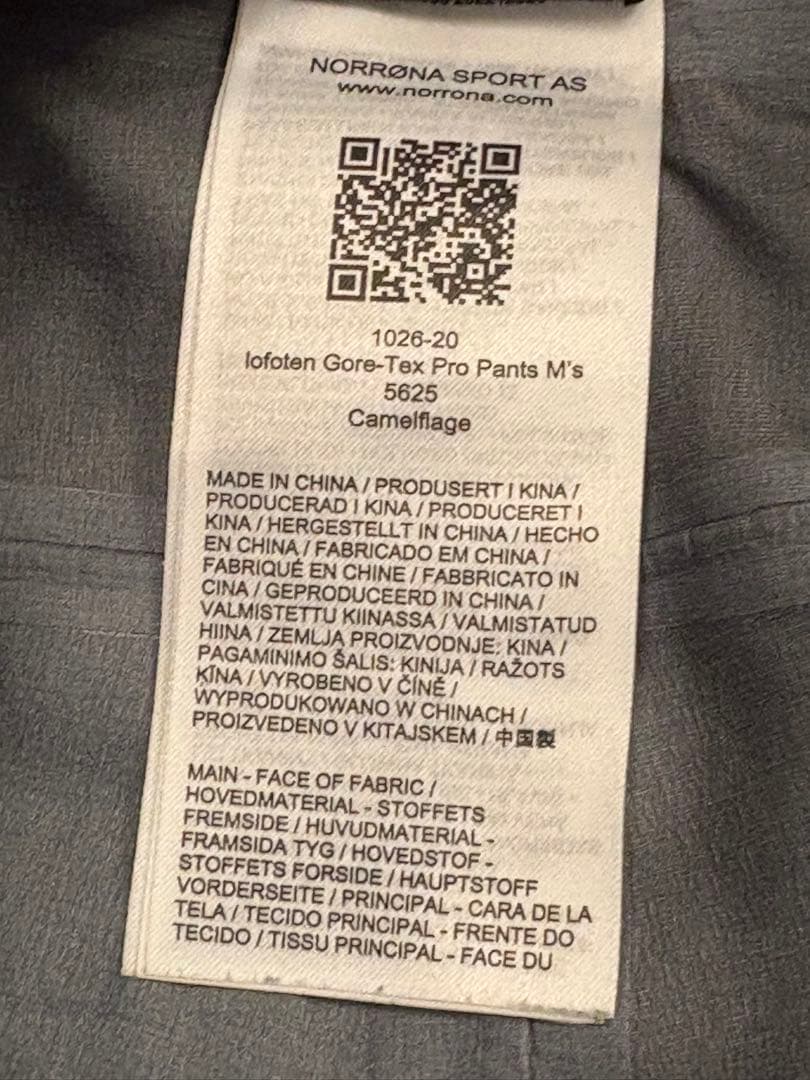 NORRØNA SPORT AS
www.norrona.com
1026-20
lofoten Gore-Tex Pro Pants M's
5625
Camelflage
MADE IN CHINA / PRODUSERT I KINA /
PRODUCERAD I KINA / PRODUCERET I
KINA / HERGESTELLT IN CHINA / HECHO
EN CHINA / FABRICADO EM CHINA /
FABRIQUÉ EN CHINE / FABBRICATO IN
CINA / GEPRODUCEERD IN CHINA /
VALMISTETTU KIINASSA / VALMISTATUD
HIINA / ZEMLJA PROIZVODNJE: KINA /
PAGAMINIMO ŠALIS: KINIJA / RAŽOTS
KĪNA / VYROBENO V ČÍNĚ /
WYPRODUKOWANO W CHINACH /
PROIZVEDENO V KITAJSKEM / 中国製
MAIN - FACE OF FABRIC /
HOVEDMATERIAL - STOFFETS
FREMSIDE / HUVUDMATERIAL -
FRAMSIDA TYG / HOVEDSTOF -
STOFFETS FORSIDE / HAUPTSTOFF
VORDERSEITE / PRINCIPAL - CARA DE LA
TELA / TECIDO PRINCIPAL - FRENTE DO
TECIDO / TISSU PRINCIPAL - FACE DU